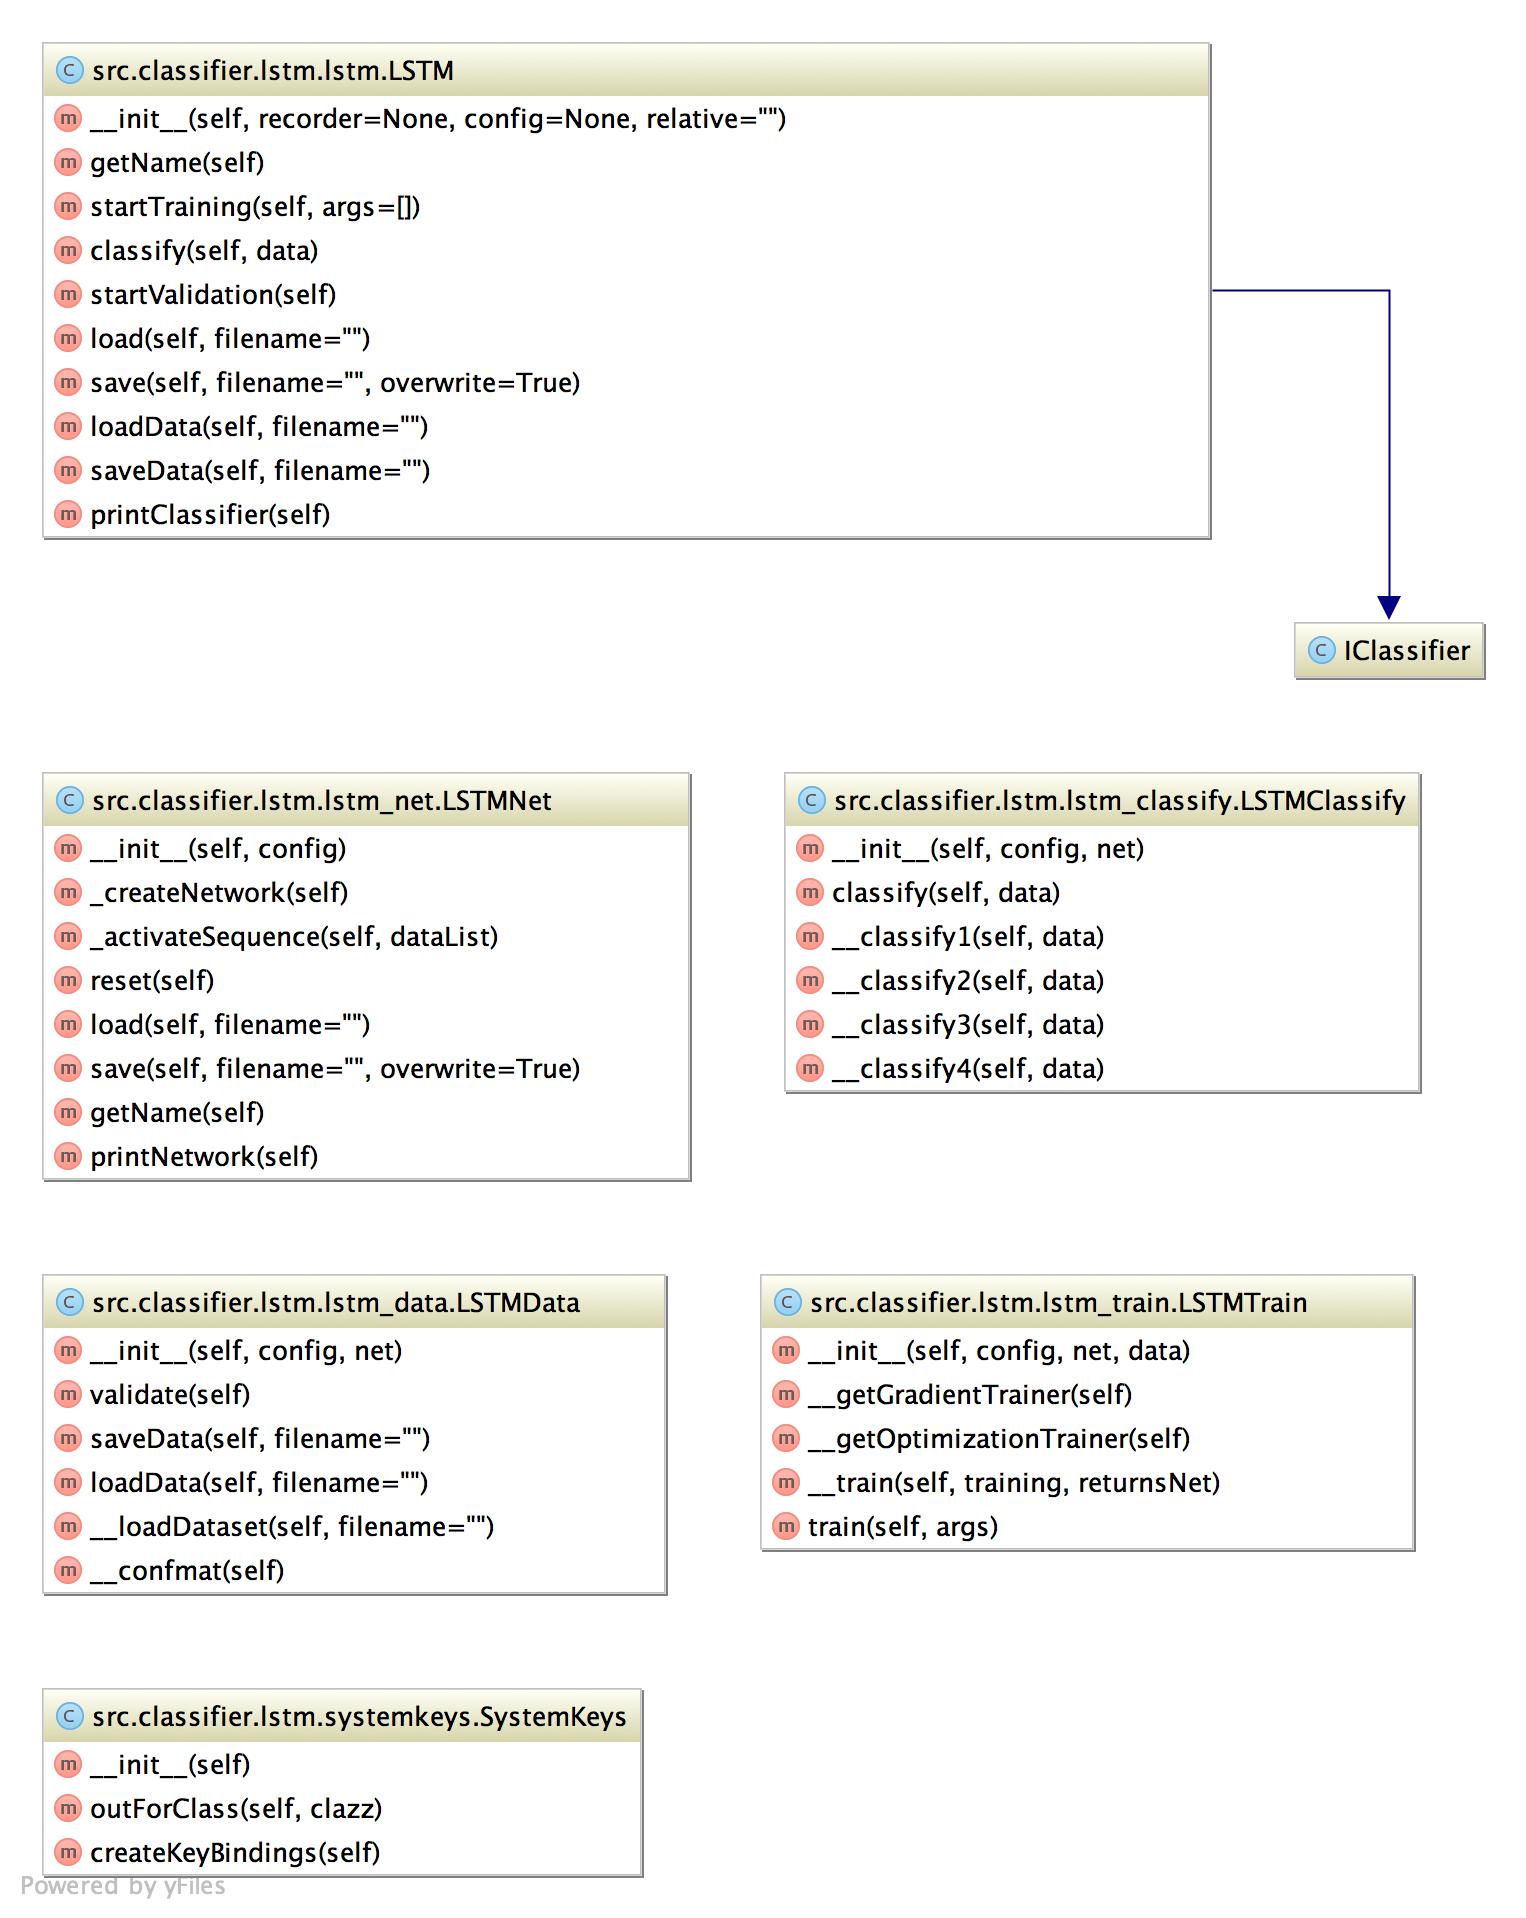 C src.classifier.lstm.lstm.LSTM
m __init__(self, recorder=None, config=None, relative="")
m getName(self)
m startTraining(self, args=[])
m classify(self, data)
m startValidation(self)
m load(self, filename="")
m save(self, filename="", overwrite=True)
m loadData(self, filename="")
m saveData(self, filename="")
m printClassifier(self)
C IClassifier
C src.classifier.lstm.lstm_net.LSTMNet
m __init__(self, config)
m _createNetwork(self)
m _activateSequence(self, dataList)
m reset(self)
m load(self, filename="")
m save(self, filename="", overwrite=True)
m getName(self)
m printNetwork(self)
C src.classifier.lstm.lstm_classify.LSTMClassify
m __init__(self, config, net)
m classify(self, data)
m __classify1(self, data)
m __classify2(self, data)
m __classify3(self, data)
m __classify4(self, data)
C src.classifier.lstm.lstm_data.LSTMData
m __init__(self, config, net)
m validate(self)
m saveData(self, filename="")
m loadData(self, filename="")
m __loadDataset(self, filename="")
m __confmat(self)
C src.classifier.lstm.lstm_train.LSTMTrain
m __init__(self, config, net, data)
m __getGradientTrainer(self)
m __getOptimizationTrainer(self)
m __train(self, training, returnsNet)
m train(self, args)
C src.classifier.lstm.systemkeys.SystemKeys
m __init__(self)
m outForClass(self, clazz)
m createKeyBindings(self)
Powered by yFiles